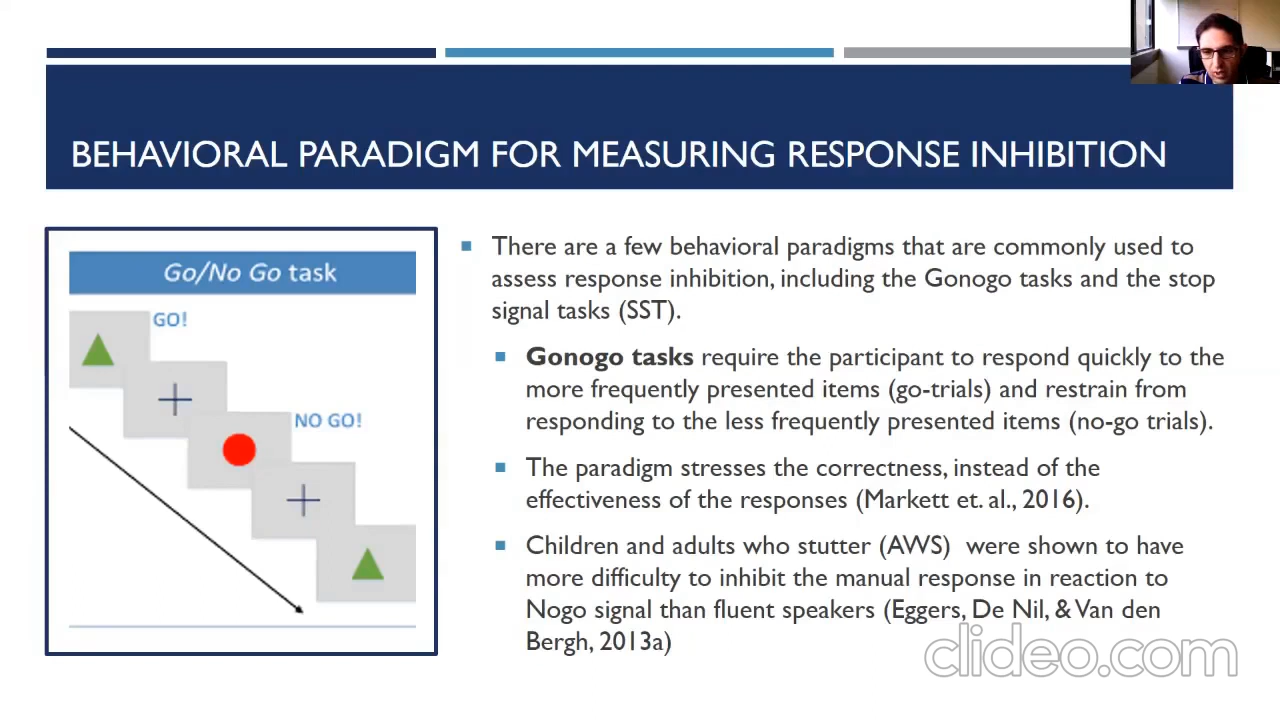 BEHAVIORAL PARADIGM FOR MEASURING RESPONSE INHIBITION
Go/No Go task
GO!
NO GO!
There are a few behavioral paradigms that are commonly used to
assess response inhibition, including the Gonogo tasks and the stop
signal tasks (SST).
Gonogo tasks require the participant to respond quickly to the
more frequently presented items (go-trials) and restrain from
responding to the less frequently presented items (no-go trials).
The paradigm stresses the correctness, instead of the
effectiveness of the responses (Markett et. al., 2016).
Children and adults who stutter (AWS) were shown to have
more difficulty to inhibit the manual response in reaction to
Nogo signal than fluent speakers (Eggers, De Nil, & Van den
Bergh, 2013a)
clideo.com